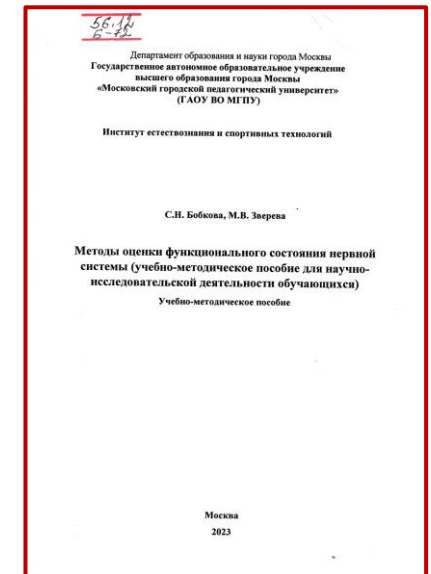 56.12
Б-72
Департамент образования и науки города Москвы
Государственное автономное образовательное учреждение
высшего образования города Москвы
«Московский городской педагогический университет»
(ГАОУ ВО МГПУ)
Институт естествознания и спортивных технологий
С.Н. Бобкова, М.В. Зверева
Методы оценки функционального состояния нервной
системы (учебно-методическое пособие для научно-
исследовательской деятельности обучающихся)
Учебно-методическое пособие
Москва
2023